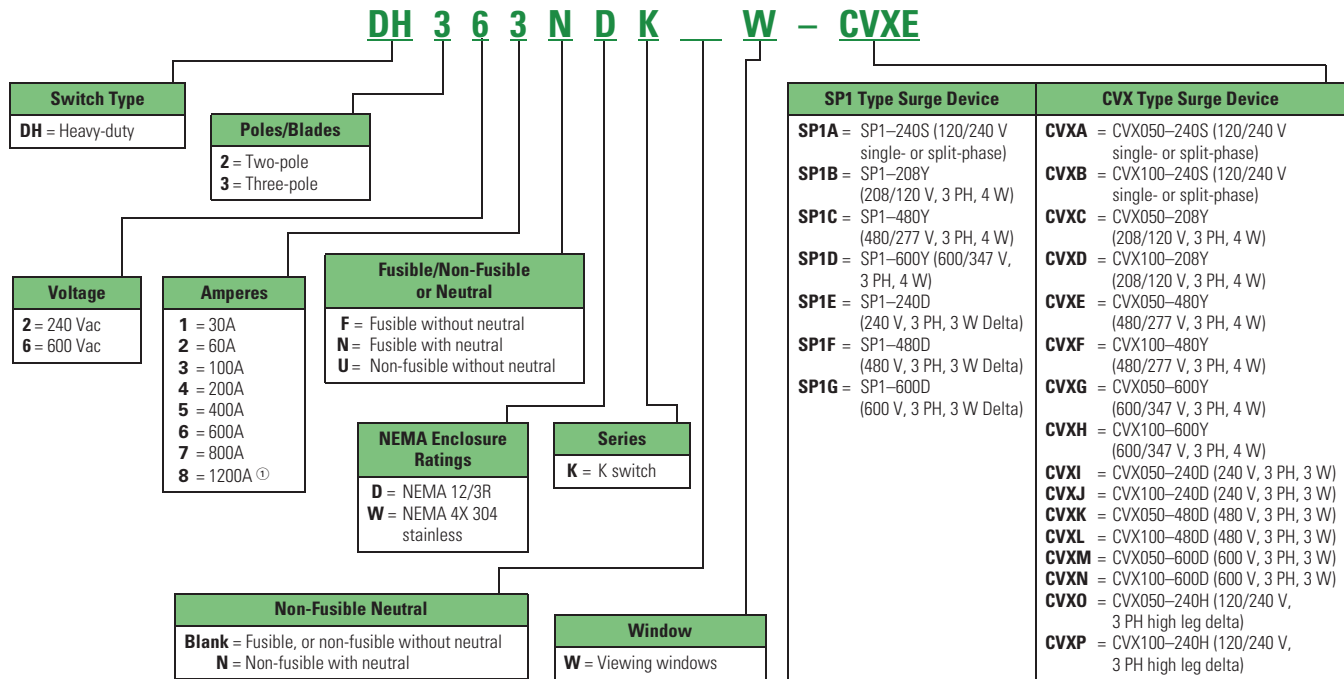 DH 3 6 3 N D K __ W – CVXE
Switch Type
DH = Heavy-duty
Poles/Blades
2 = Two-pole
3 = Three-pole
Voltage
2 = 240 Vac
6 = 600 Vac
Amperes
1 = 30A
2 = 60A
3 = 100A
4 = 200A
5 = 400A
6 = 600A
7 = 800A
8 = 1200A ①
Fusible/Non-Fusible
or Neutral
F = Fusible without neutral
N = Fusible with neutral
U = Non-fusible without neutral
NEMA Enclosure
Ratings
D = NEMA 12/3R
W = NEMA 4X 304
stainless
Series
K = K switch
Non-Fusible Neutral
Blank = Fusible, or non-fusible without neutral
N = Non-fusible with neutral
Window
W = Viewing windows
SP1 Type Surge Device
SP1A = SP1–240S (120/240 V
single- or split-phase)
SP1B = SP1–208Y
(208/120 V, 3 PH, 4 W)
SP1C = SP1–480Y
(480/277 V, 3 PH, 4 W)
SP1D = SP1–600Y (600/347 V,
3 PH, 4 W)
SP1E = SP1–240D
(240 V, 3 PH, 3 W Delta)
SP1F = SP1–480D
(480 V, 3 PH, 3 W Delta)
SP1G = SP1–600D
(600 V, 3 PH, 3 W Delta)
CVX Type Surge Device
CVXA = CVX050–240S (120/240 V
single- or split-phase)
CVXB = CVX100–240S (120/240 V
single- or split-phase)
CVXC = CVX050–208Y
(208/120 V, 3 PH, 4 W)
CVXD = CVX100–208Y
(208/120 V, 3 PH, 4 W)
CVXE = CVX050–480Y
(480/277 V, 3 PH, 4 W)
CVXF = CVX100–480Y
(480/277 V, 3 PH, 4 W)
CVXG = CVX050–600Y
(600/347 V, 3 PH, 4 W)
CVXH = CVX100–600Y
(600/347 V, 3 PH, 4 W)
CVXI = CVX050–240D (240 V, 3 PH, 3 W)
CVXJ = CVX100–240D (240 V, 3 PH, 3 W)
CVXK = CVX050–480D (480 V, 3 PH, 3 W)
CVXL = CVX100–480D (480 V, 3 PH, 3 W)
CVXM = CVX050–600D (600 V, 3 PH, 3 W)
CVXN = CVX100–600D (600 V, 3 PH, 3 W)
CVXO = CVX050–240H (120/240 V,
3 PH high leg delta)
CVXP = CVX100–240H (120/240 V,
3 PH high leg delta)